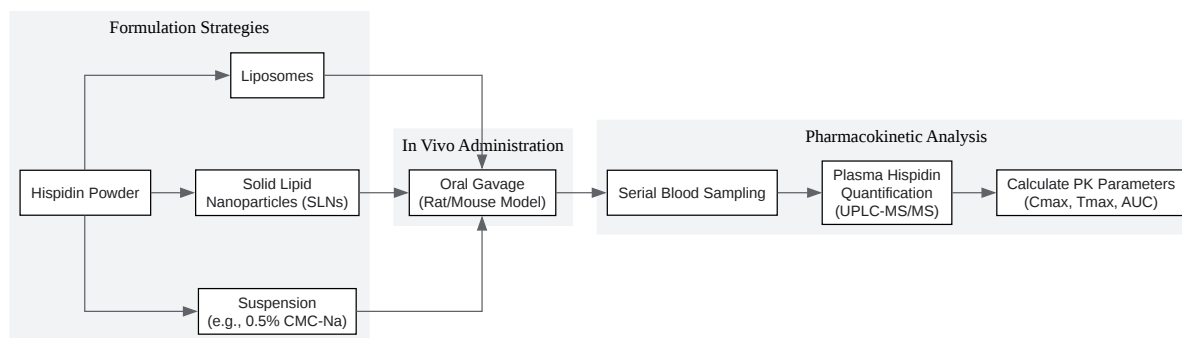 Formulation Strategies
Liposomes
Hispidin Powder
Solid Lipid
Nanoparticles (SLNs)
Suspension
(e.g., 0.5% CMC-Na)
In Vivo Administration
Oral Gavage
(Rat/Mouse Model)
Pharmacokinetic Analysis
Serial Blood Sampling
Plasma Hispidin
Quantification
(UPLC-MS/MS)
Calculate PK Parameters
(Cmax, Tmax, AUC)